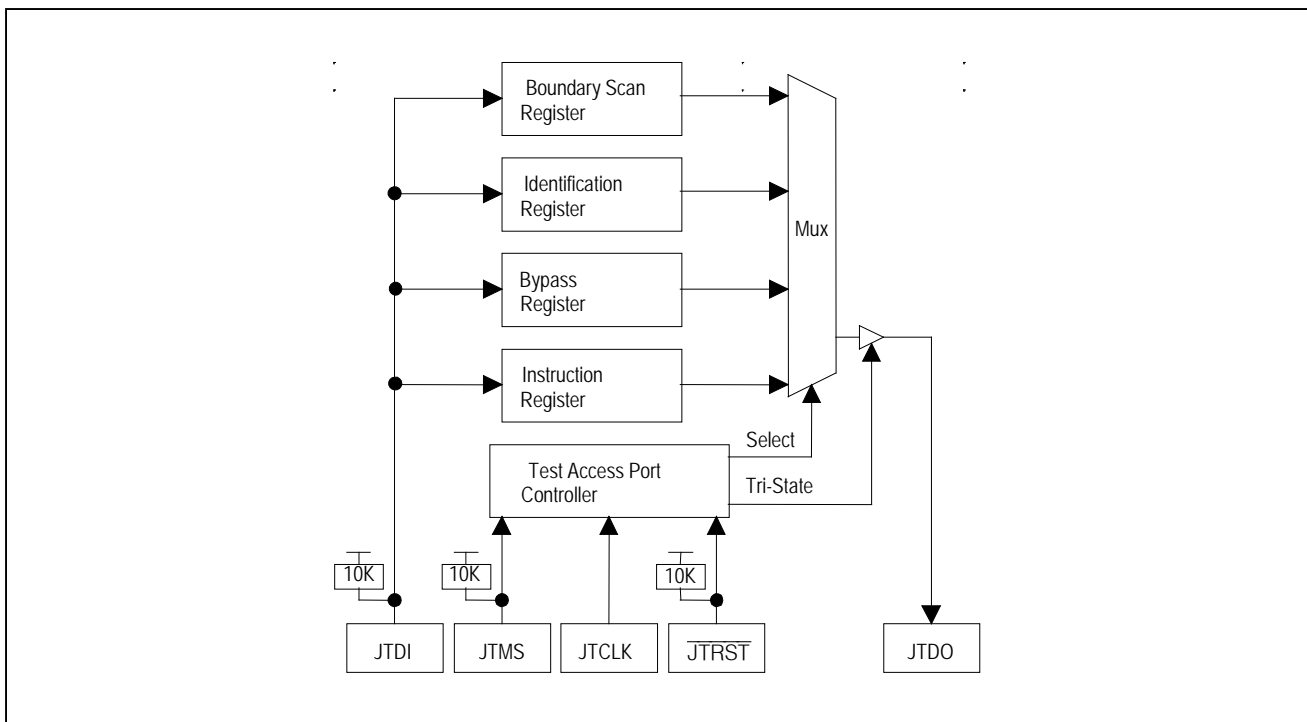 Boundary Scan
Register
Identification
Register
Mux
Bypass
Register
Instruction
Register
Select
Test Access Port
Controller
Tri-State
10K
10K
10K
JTDI
JTMS
JTCLK
JTRST
JTDO